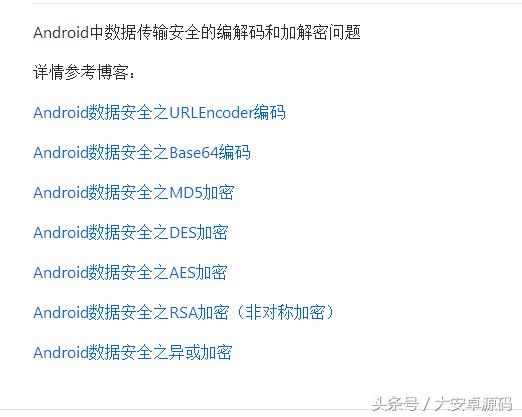 Android中数据传输安全的编解码和加解密问题
详情参考博客：
Android数据安全之URLEncoder编码
Android数据安全之Base64编码
Android数据安全之MD5加密
Android数据安全之DES加密
Android数据安全之AES加密
Android数据安全之RSA加密（非对称加密）
Android数据安全之异或加密
头条号 / 大安卓源码